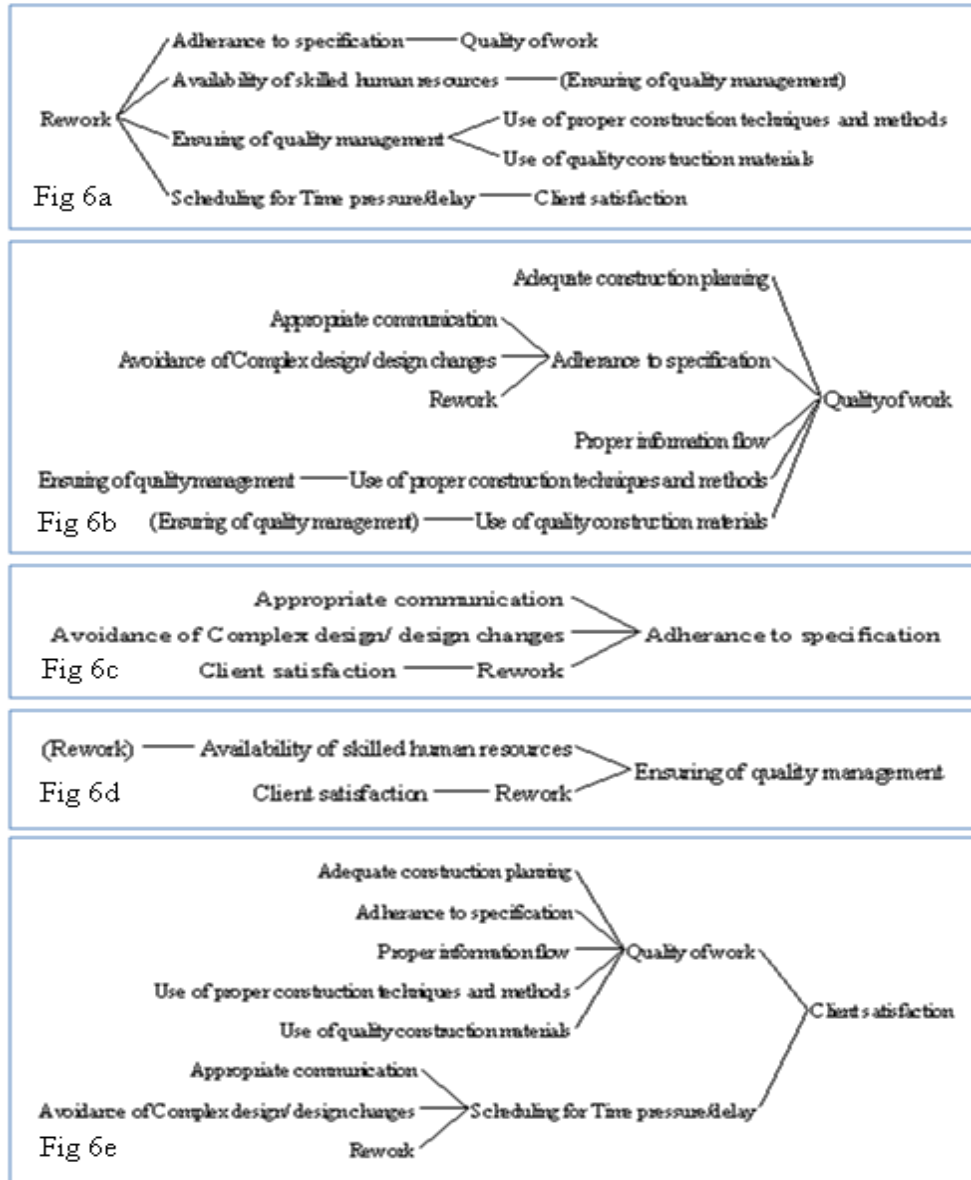 Adherance to specification Quality of work
Availability of skilled human resources (Ensuring of quality management)
Use of proper construction techniques and methods
Rework
Ensuring of quality management
Use of quality construction materials
Fig 6a
Scheduling for Time pressure/delay Client satisfaction
Adequate construction planning
Appropriate communication
Avoidance of Complex design/ design changes Adherance to specification
Rework Quality of work
Proper information flow
Ensuring of quality management Use of proper construction techniques and methods
Fig 6b (Ensuring of quality management) Use of quality construction materials
Appropriate communication
Avoidance of Complex design/ design changes Adherance to specification
Fig 6c Client satisfaction Rework
(Rework) Availability of skilled human resources
Ensuring of quality management
Fig 6d Client satisfaction Rework
Adequate construction planning
Adherance to specification
Proper information flow Quality of work
Use of proper construction techniques and methods
Client satisfaction
Use of quality construction materials
Appropriate communication
Avoidance of Complex design/ design changes Scheduling for Time pressure/delay
Fig 6e Rework